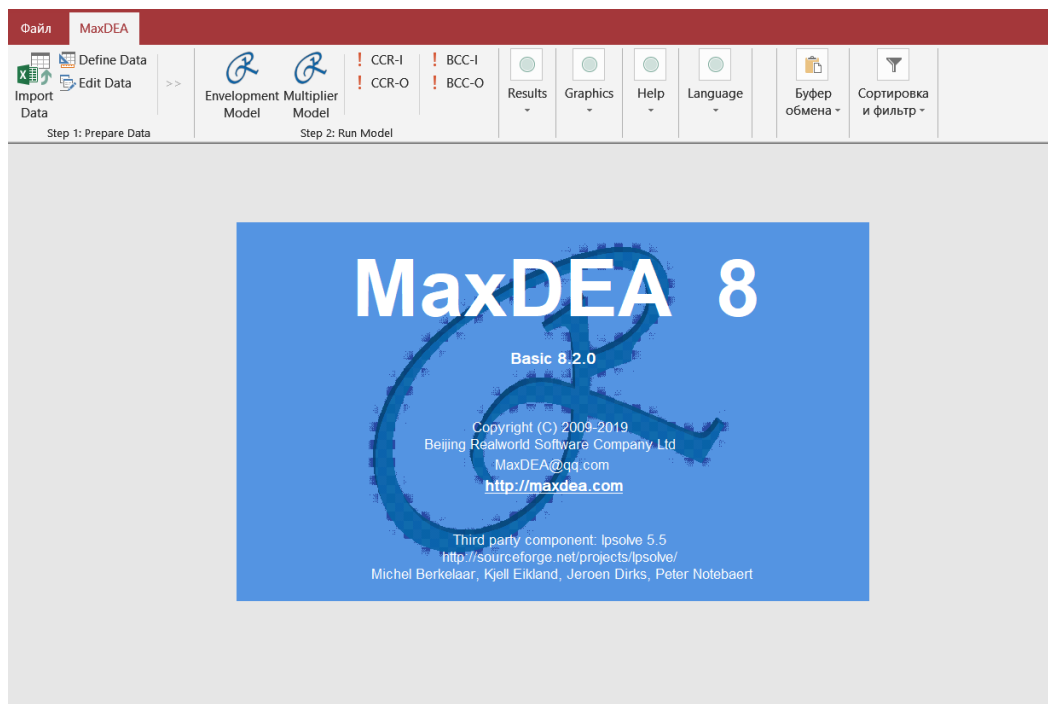 Файл MaxDEA
Import Data
Define Data
Edit Data
>>
Step 1: Prepare Data
Envelopment Model
Multiplier Model
! CCR-I
! CCR-O
! BCC-I
! BCC-O
Step 2: Run Model
Results
Graphics
Help
Language
Буфер обмена
Сортировка и фильтр
MaxDEA 8
Basic 8.2.0
Copyright (C) 2009-2019
Beijing Realworld Software Company Ltd
MaxDEA@qq.com
http://maxdea.com
Third party component: lpsolve 5.5
http://sourceforge.net/projects/lpsolve/
Michel Berkelaar, Kjell Eikland, Jeroen Dirks, Peter Notebaert